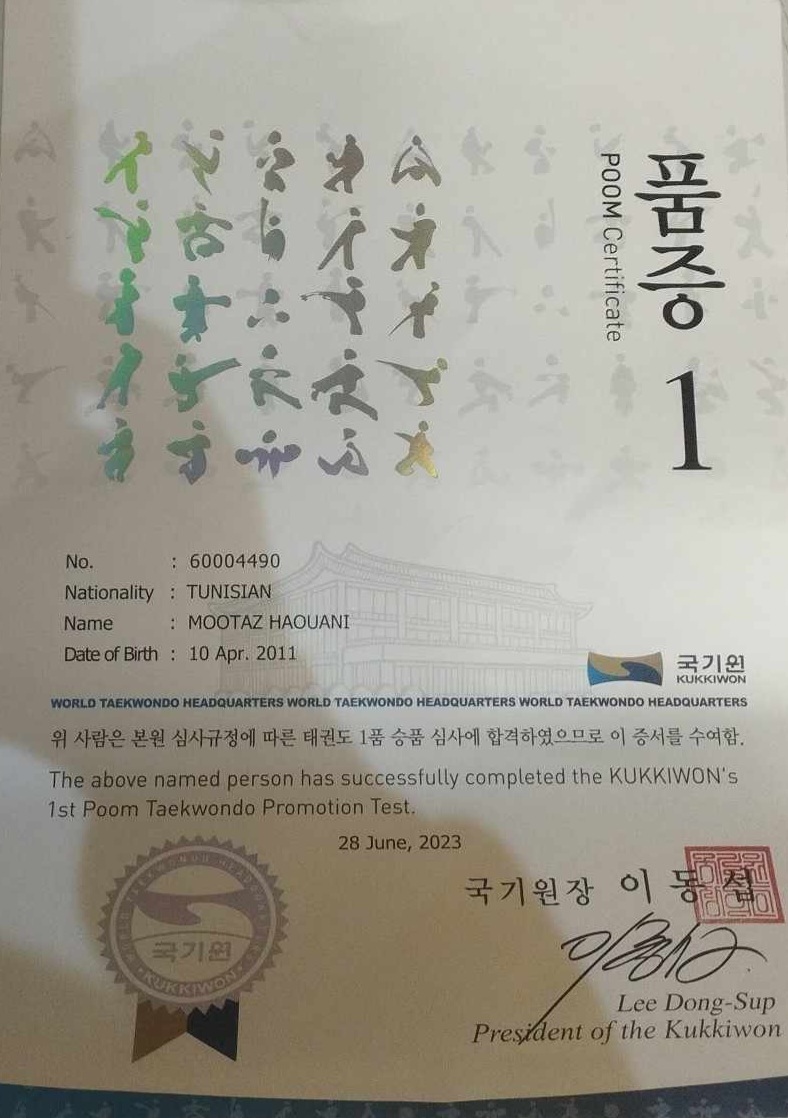 품증
POOM Certificate
1
No. : 60004490
Nationality : TUNISIAN
Name : MOOTAZ HAOUANI
Date of Birth : 10 Apr. 2011
국기원
KUKKIWON
WORLD TAEKWONDO HEADQUARTERS WORLD TAEKWONDO HEADQUARTERS WORLD TAEKWONDO HEADQUARTERS
위 사람은 본원 심사규정에 따른 태권도 1품 승품 심사에 합격하였으므로 이 증서를 수여함.
The above named person has successfully completed the KUKKIWON's
1st Poom Taekwondo Promotion Test.
28 June, 2023
국기원장 이동섭
WORLD TAEKWONDO HEADQUARTERS
국기원
KUKKIWON
Lee Dong-Sup
President of the Kukkiwon